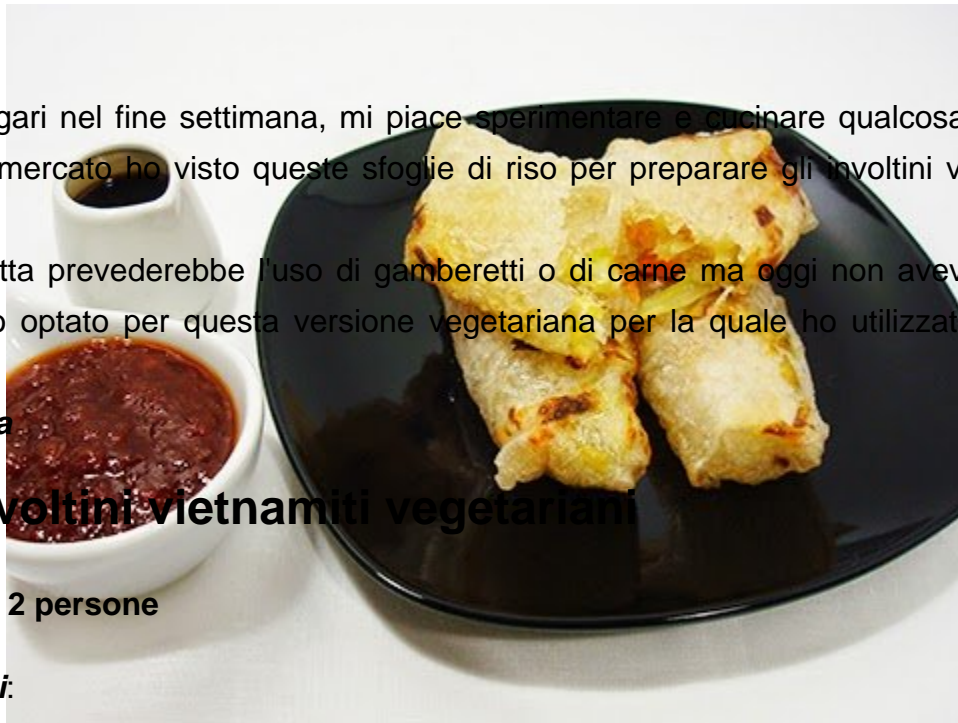 gari nel fine settimana, mi piace sperimentare e cucinare qualcosa
mercato ho visto queste sfoglie di riso per preparare gli involtini v
tta prevederebbe l'uso di gamberetti o di carne ma oggi non avev
o optato per questa versione vegetariana per la quale ho utilizzat
a
voltini vietnamiti vegetariani
2 persone
i: